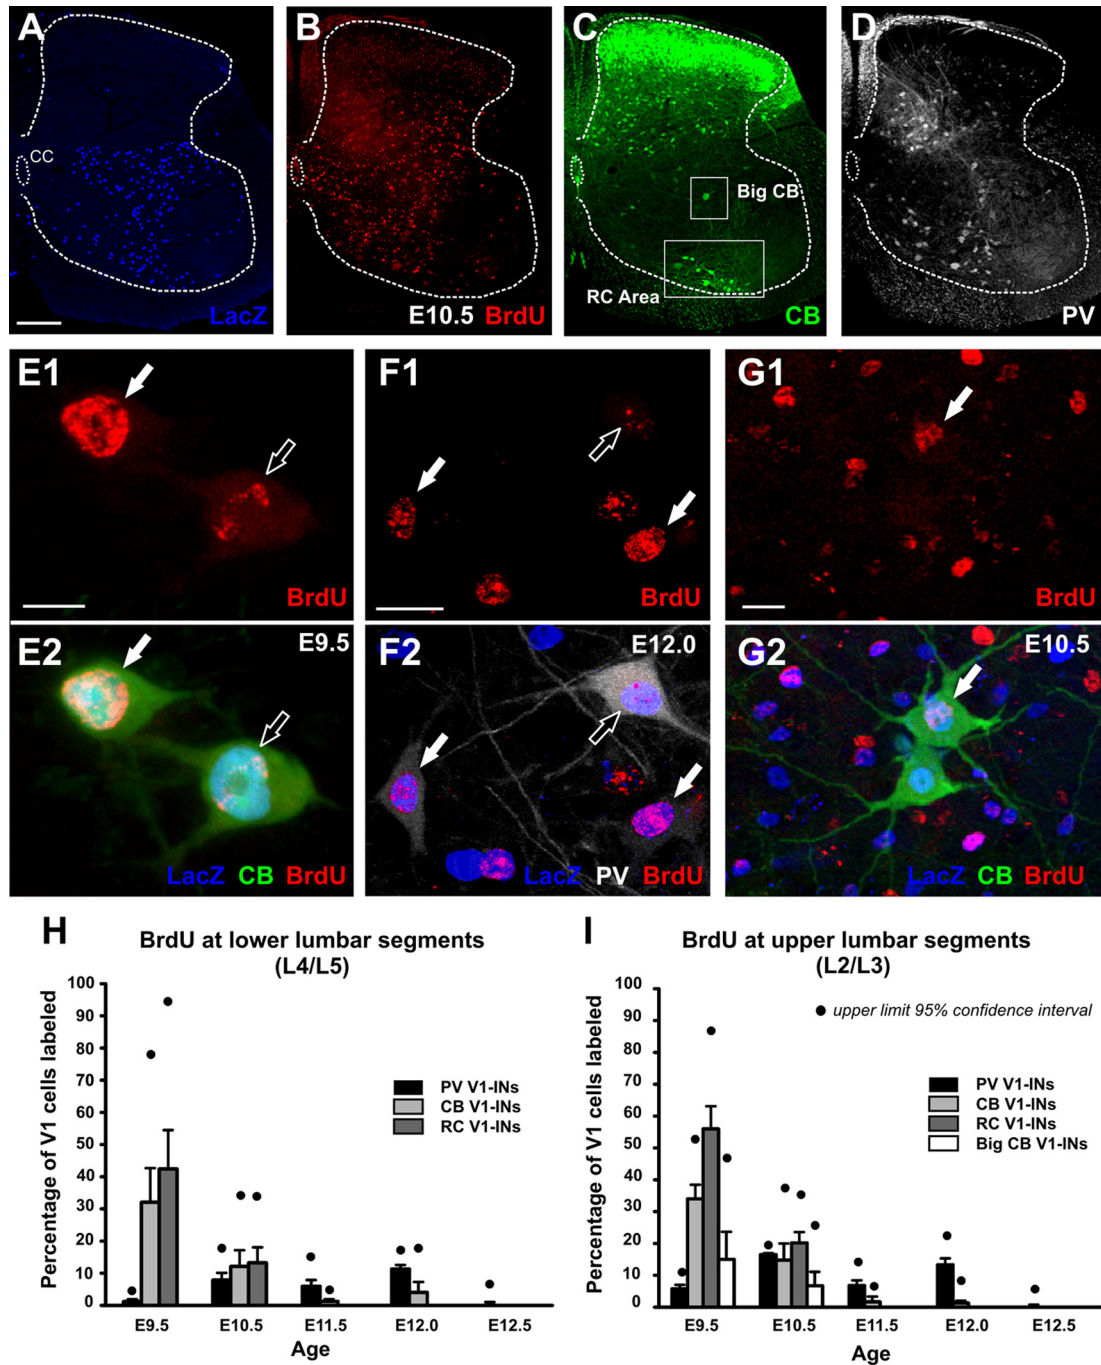 A
B
C
D
CC
Big CB
RC Area
LacZ
E10.5 BrdU
CB
PV
E1
F1
G1
BrdU
BrdU
BrdU
E2
E9.5
F2
E12.0
G2
E10.5
LacZ CB BrdU
LacZ PV BrdU
LacZ CB BrdU
H
BrdU at lower lumbar segments
(L4/L5)
Percentage of V1 cells labeled
100
90
80
70
60
50
40
30
20
10
0
PV V1-INs
CB V1-INs
RC V1-INs
E9.5
E10.5
E11.5
E12.0
E12.5
Age
I
BrdU at upper lumbar segments
(L2/L3)
upper limit 95% confidence interval
Percentage of V1 cells labeled
100
90
80
70
60
50
40
30
20
10
0
PV V1-INs
CB V1-INs
RC V1-INs
Big CB V1-INs
E9.5
E10.5
E11.5
E12.0
E12.5
Age